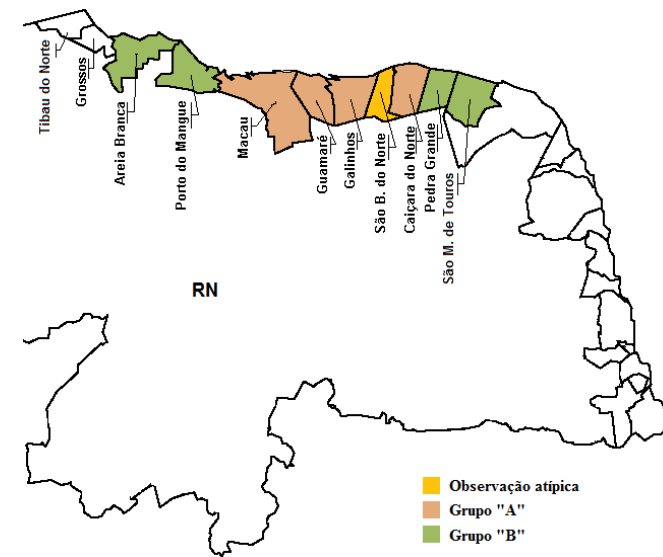 Tibau do Norte
Grossos
Areia Branca
Porto do Mangue
Macau
Guamaré
Galinhos
São B. do Norte
Caiçara do Norte
Pedra Grande
São M. de Touros
RN
Observação atípica
Grupo "A"
Grupo "B"